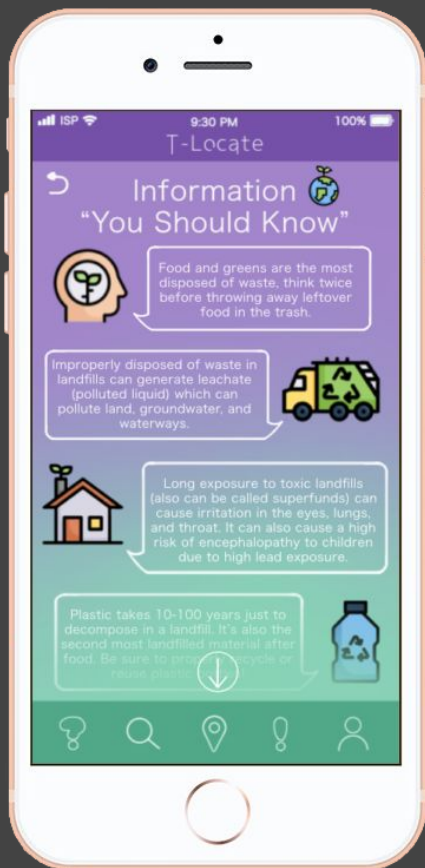 ISP 9:30 PM 100%
T-Locate
Information
“You Should Know”
Food and greens are the most
disposed of waste, think twice
before throwing away leftover
food in the trash.
Improperly disposed of waste in
landfills can generate leachate
(polluted liquid) which can
pollute land, groundwater, and
waterways.
Long exposure to toxic landfills
(also can be called superfunds) can
cause irritation in the eyes, lungs,
and throat. It can also cause a high
risk of encephalopathy to children
due to high lead exposure.
Plastic takes 10-100 years just to
decompose in a landfill. It's also the
second most landfilled material after
food. Be sure to recycle or
reuse plastic